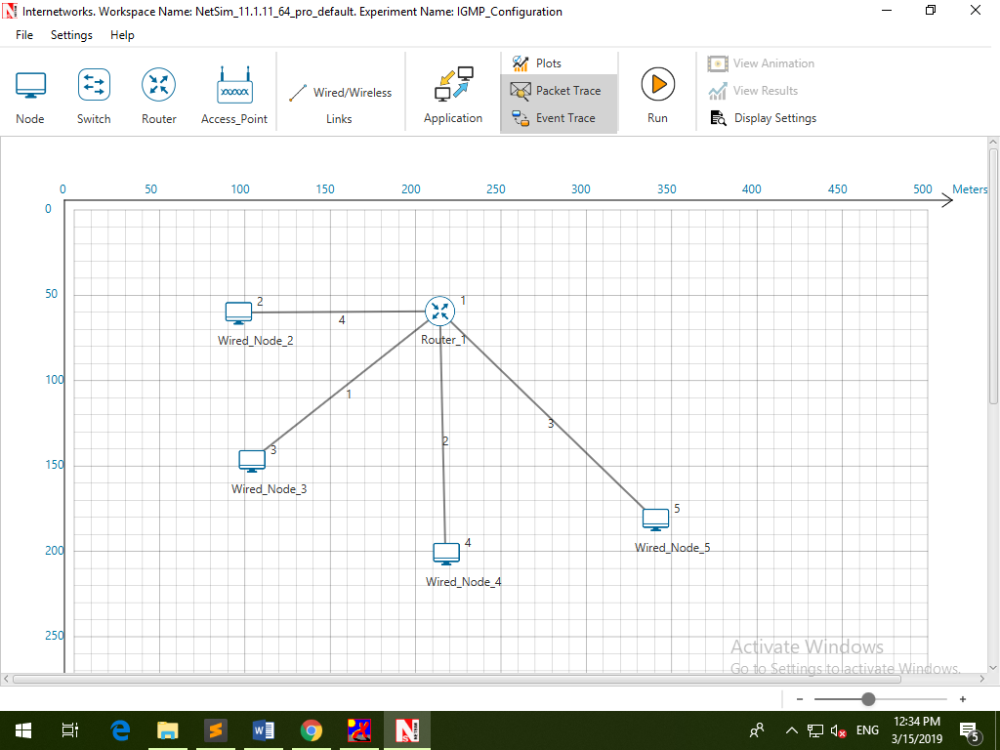 Internetworks. Workspace Name: NetSim_11.1.11_64_pro_default. Experiment Name: IGMP_Configuration
File Settings Help
Node
Switch
Router
Access_Point
Wired/Wireless
Links
Application
Plots
Packet Trace
Event Trace
Run
View Animation
View Results
Display Settings
0 50 100 150 200 250 300 350 400 450 500 Meters
0
50
100
150
200
250
2
Wired_Node_2
4
1
Router_1
1
3
Wired_Node_3
2
3
4
Wired_Node_4
5
Wired_Node_5
Activate Windows
Go to Settings to activate Windows.
- +
ENG
12:34 PM
3/15/2019
5